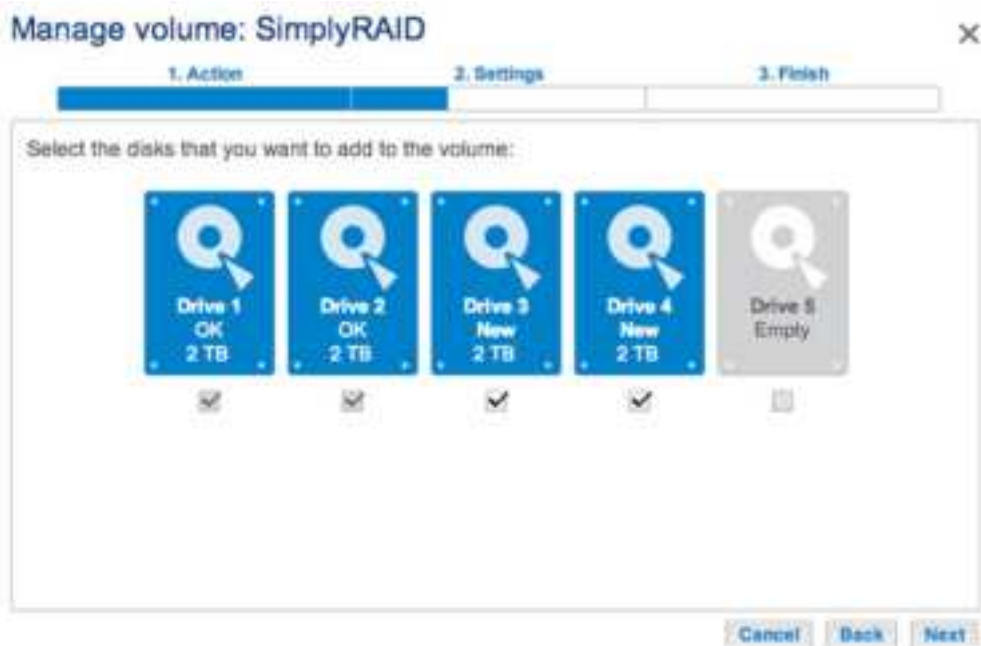 Manage volume: SimplyRAID
1. Action
2. Settings
3. Finish
Select the disks that you want to add to the volume:
Drive 1
OK
2 TB
Drive 2
OK
2 TB
Drive 3
New
2 TB
Drive 4
New
2 TB
Drive 5
Empty
Cancel
Back
Next